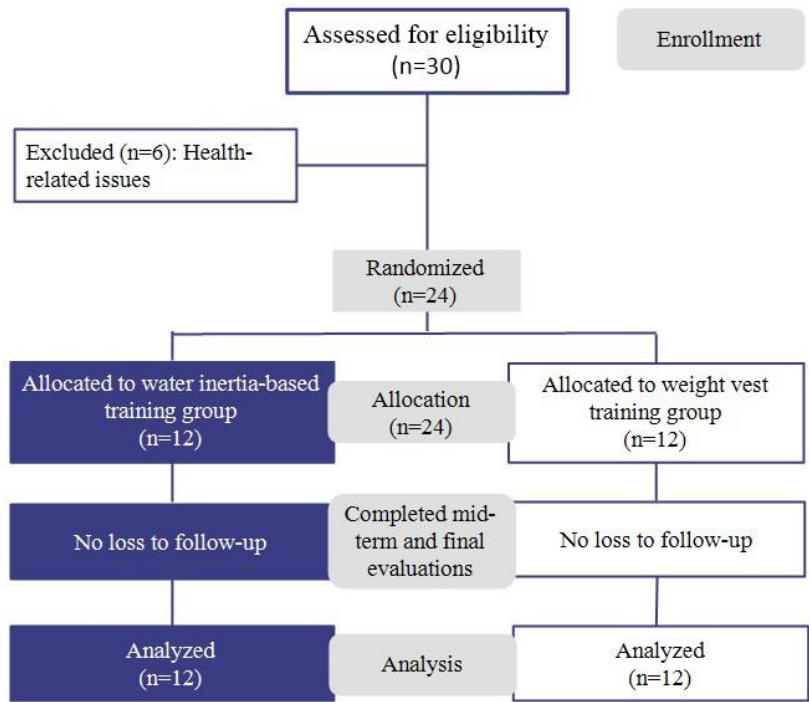 Assessed for eligibility
(n=30)
Enrollment
Excluded (n=6): Health-
related issues
Randomized
(n=24)
Allocated to water inertia-based
training group
(n=12)
Allocation
(n=24)
Allocated to weight vest
training group
(n=12)
No loss to follow-up
Completed mid-
term and final
evaluations
No loss to follow-up
Analyzed
(n=12)
Analysis
Analyzed
(n=12)